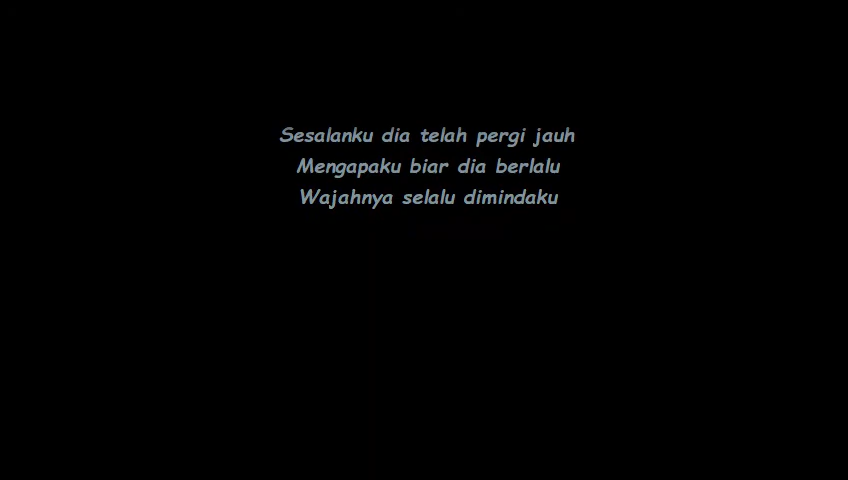 Sesalanku dia telah pergi jauh
Mengapaku biar dia berlalu
Wajahnya selalu dimindaku